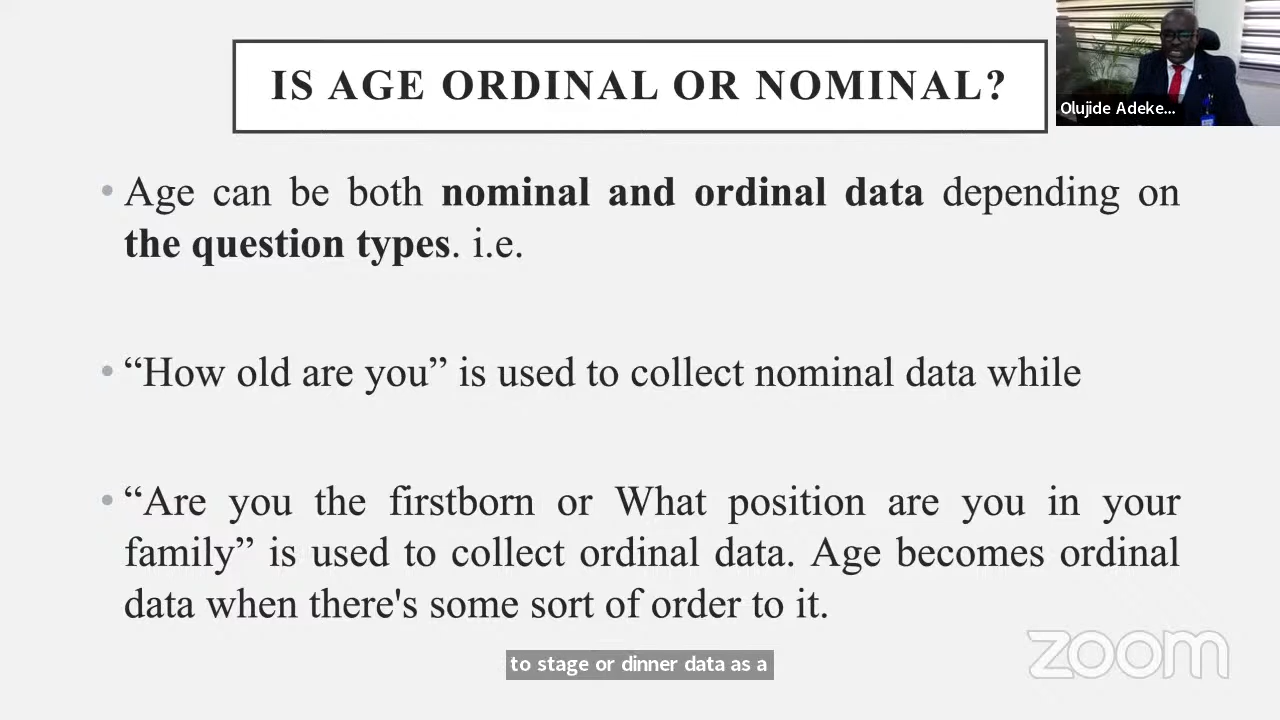 IS AGE ORDINAL OR NOMINAL?
Olujide Adeke...
• Age can be both nominal and ordinal data depending on
the question types. i.e.
• “How old are you” is used to collect nominal data while
• “Are you the firstborn or What position are you in your
family” is used to collect ordinal data. Age becomes ordinal
data when there's some sort of order to it.
zoom
to stage or dinner data as a